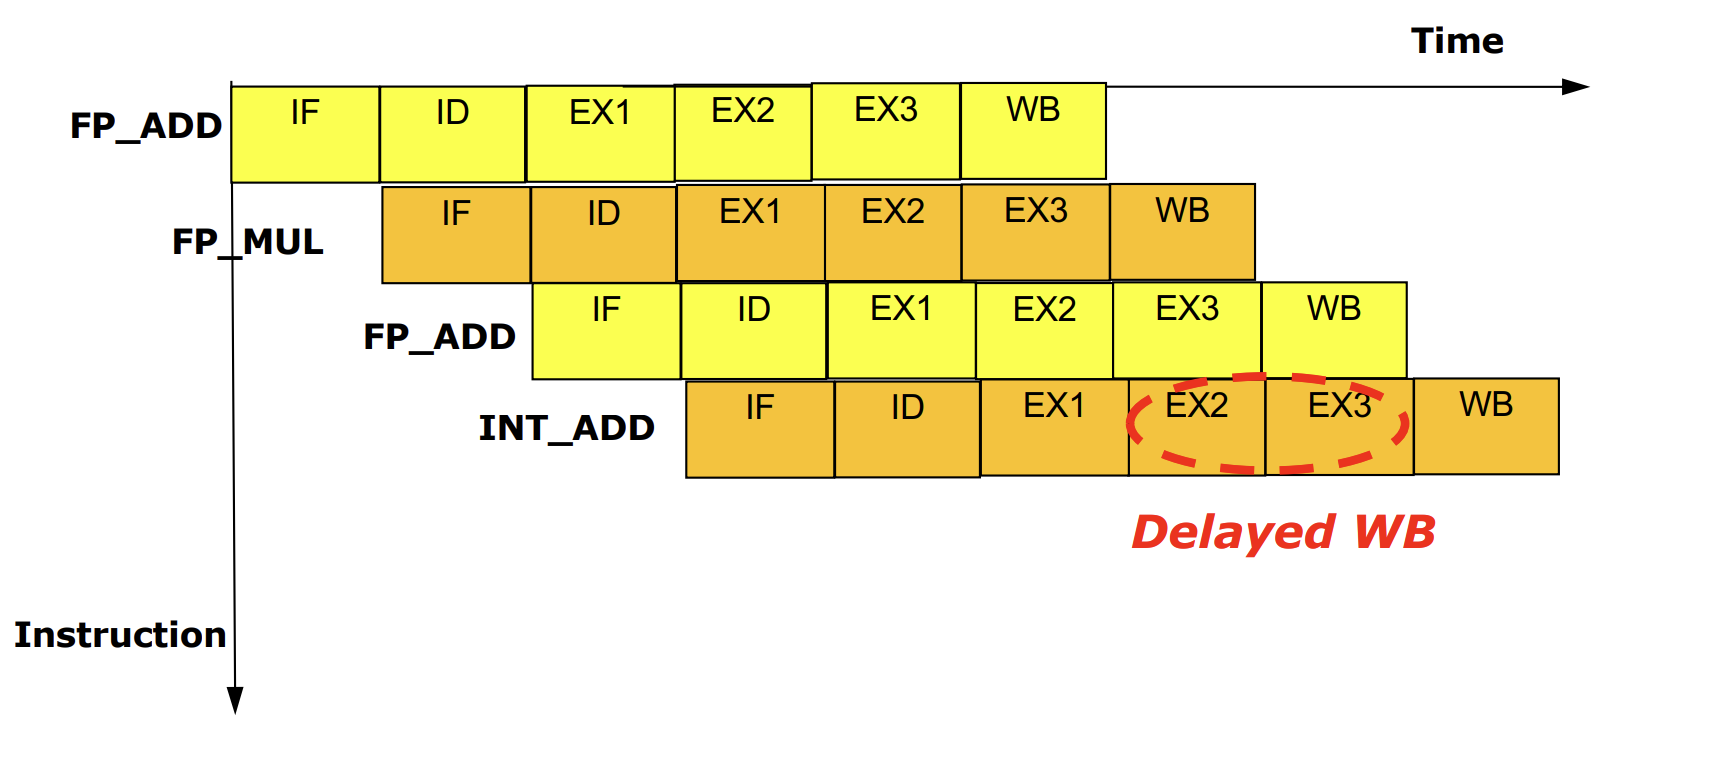 Time
FP_ADD IF ID EX1 EX2 EX3 WB
FP_MUL IF ID EX1 EX2 EX3 WB
FP_ADD IF ID EX1 EX2 EX3 WB
INT_ADD IF ID EX1 EX2 EX3 WB
Delayed WB
Instruction